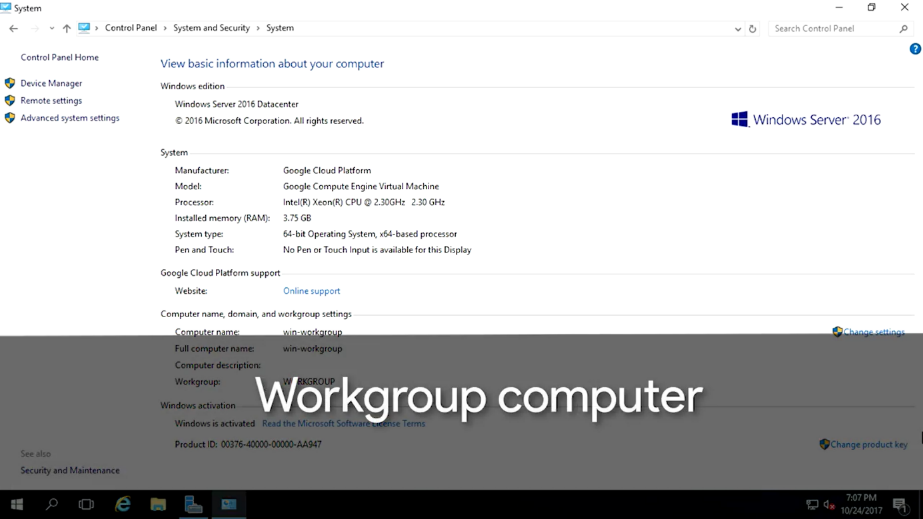 System
Control Panel > System and Security > System
Search Control Panel
Control Panel Home
Device Manager
Remote settings
Advanced system settings
View basic information about your computer
Windows edition
Windows Server 2016 Datacenter
© 2016 Microsoft Corporation. All rights reserved.
Windows Server 2016
System
Manufacturer: Google Cloud Platform
Model: Google Compute Engine Virtual Machine
Processor: Intel(R) Xeon(R) CPU @ 2.30GHz 2.30 GHz
Installed memory (RAM): 3.75 GB
System type: 64-bit Operating System, x64-based processor
Pen and Touch: No Pen or Touch Input is available for this Display
Google Cloud Platform support
Website: Online support
Computer name, domain, and workgroup settings
Computer name: win-workgroup
Change settings
Full computer name: win-workgroup
Computer description:
Workgroup: WORKGROUP
Workgroup computer
Windows activation
Windows is activated Read the Microsoft Software License Terms
Product ID: 00376-40000-00000-AA947
Change product key
See also
Security and Maintenance
7:07 PM
10/24/2017